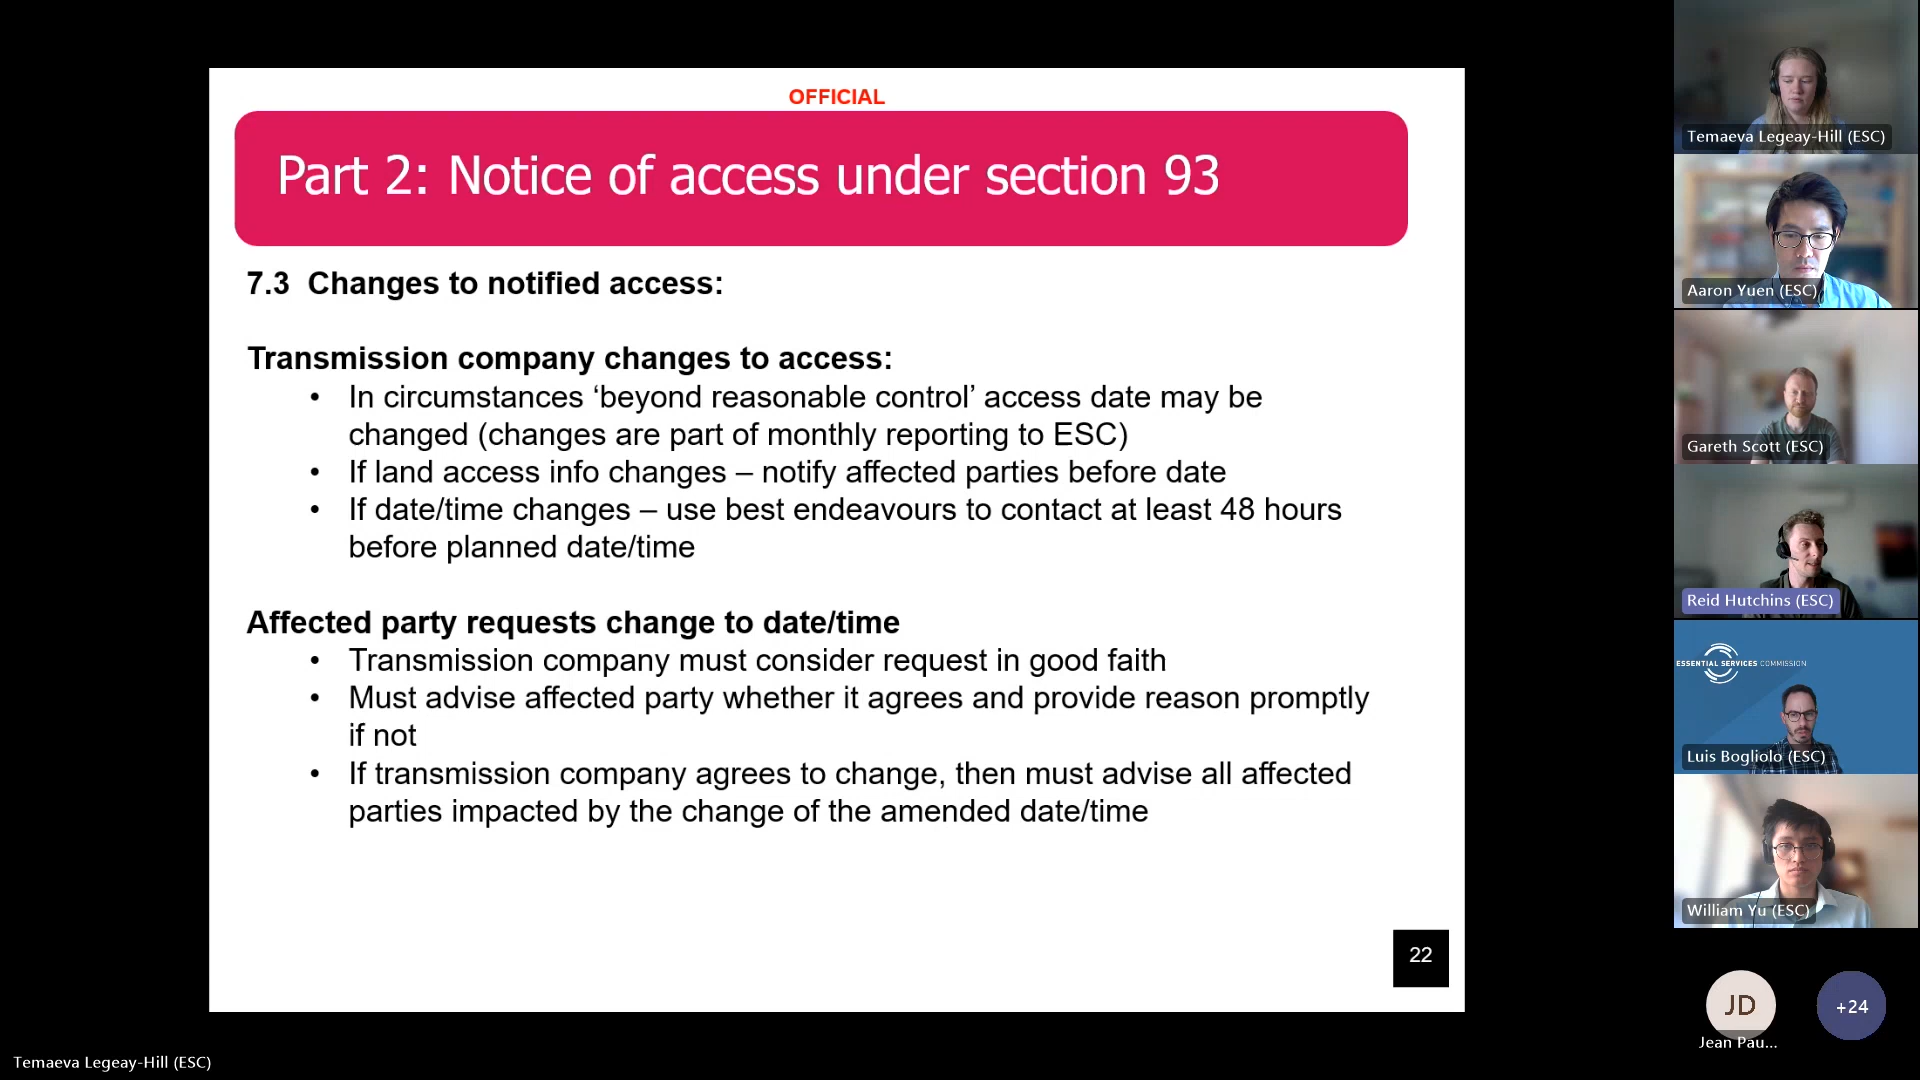 OFFICIAL
Part 2: Notice of access under section 93
7.3 Changes to notified access:
Transmission company changes to access:
• In circumstances ‘beyond reasonable control’ access date may be
changed (changes are part of monthly reporting to ESC)
• If land access info changes – notify affected parties before date
• If date/time changes – use best endeavours to contact at least 48 hours
before planned date/time
Affected party requests change to date/time
• Transmission company must consider request in good faith
• Must advise affected party whether it agrees and provide reason promptly
if not
• If transmission company agrees to change, then must advise all affected
parties impacted by the change of the amended date/time
22
Temaeva Legeay-Hill (ESC)
Temaeva Legeay-Hill (ESC)
Aaron Yuen (ESC)
Gareth Scott (ESC)
Reid Hutchins (ESC)
ESSENTIAL SERVICES COMMISSION
Luis Bogliolo (ESC)
William Yu (ESC)
JD
+24
Jean Pau...